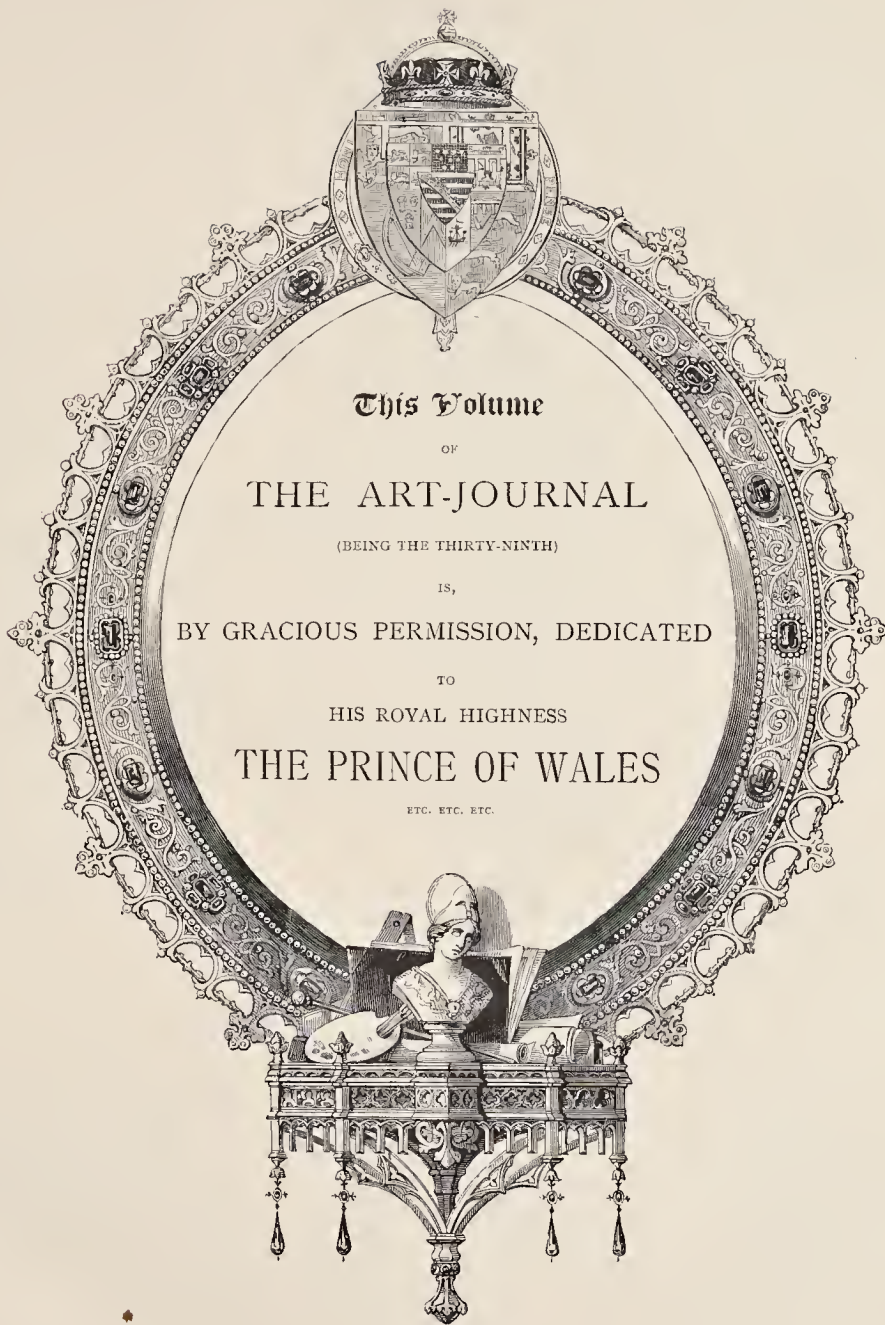 This Volume
OF
THE ART-JOURNAL
(BEING THE THIRTY-NINTH)
IS,
BY GRACIOUS PERMISSION, DEDICATED
TO
HIS ROYAL HIGHNESS
THE PRINCE OF WALES
ETC. ETC. ETC.